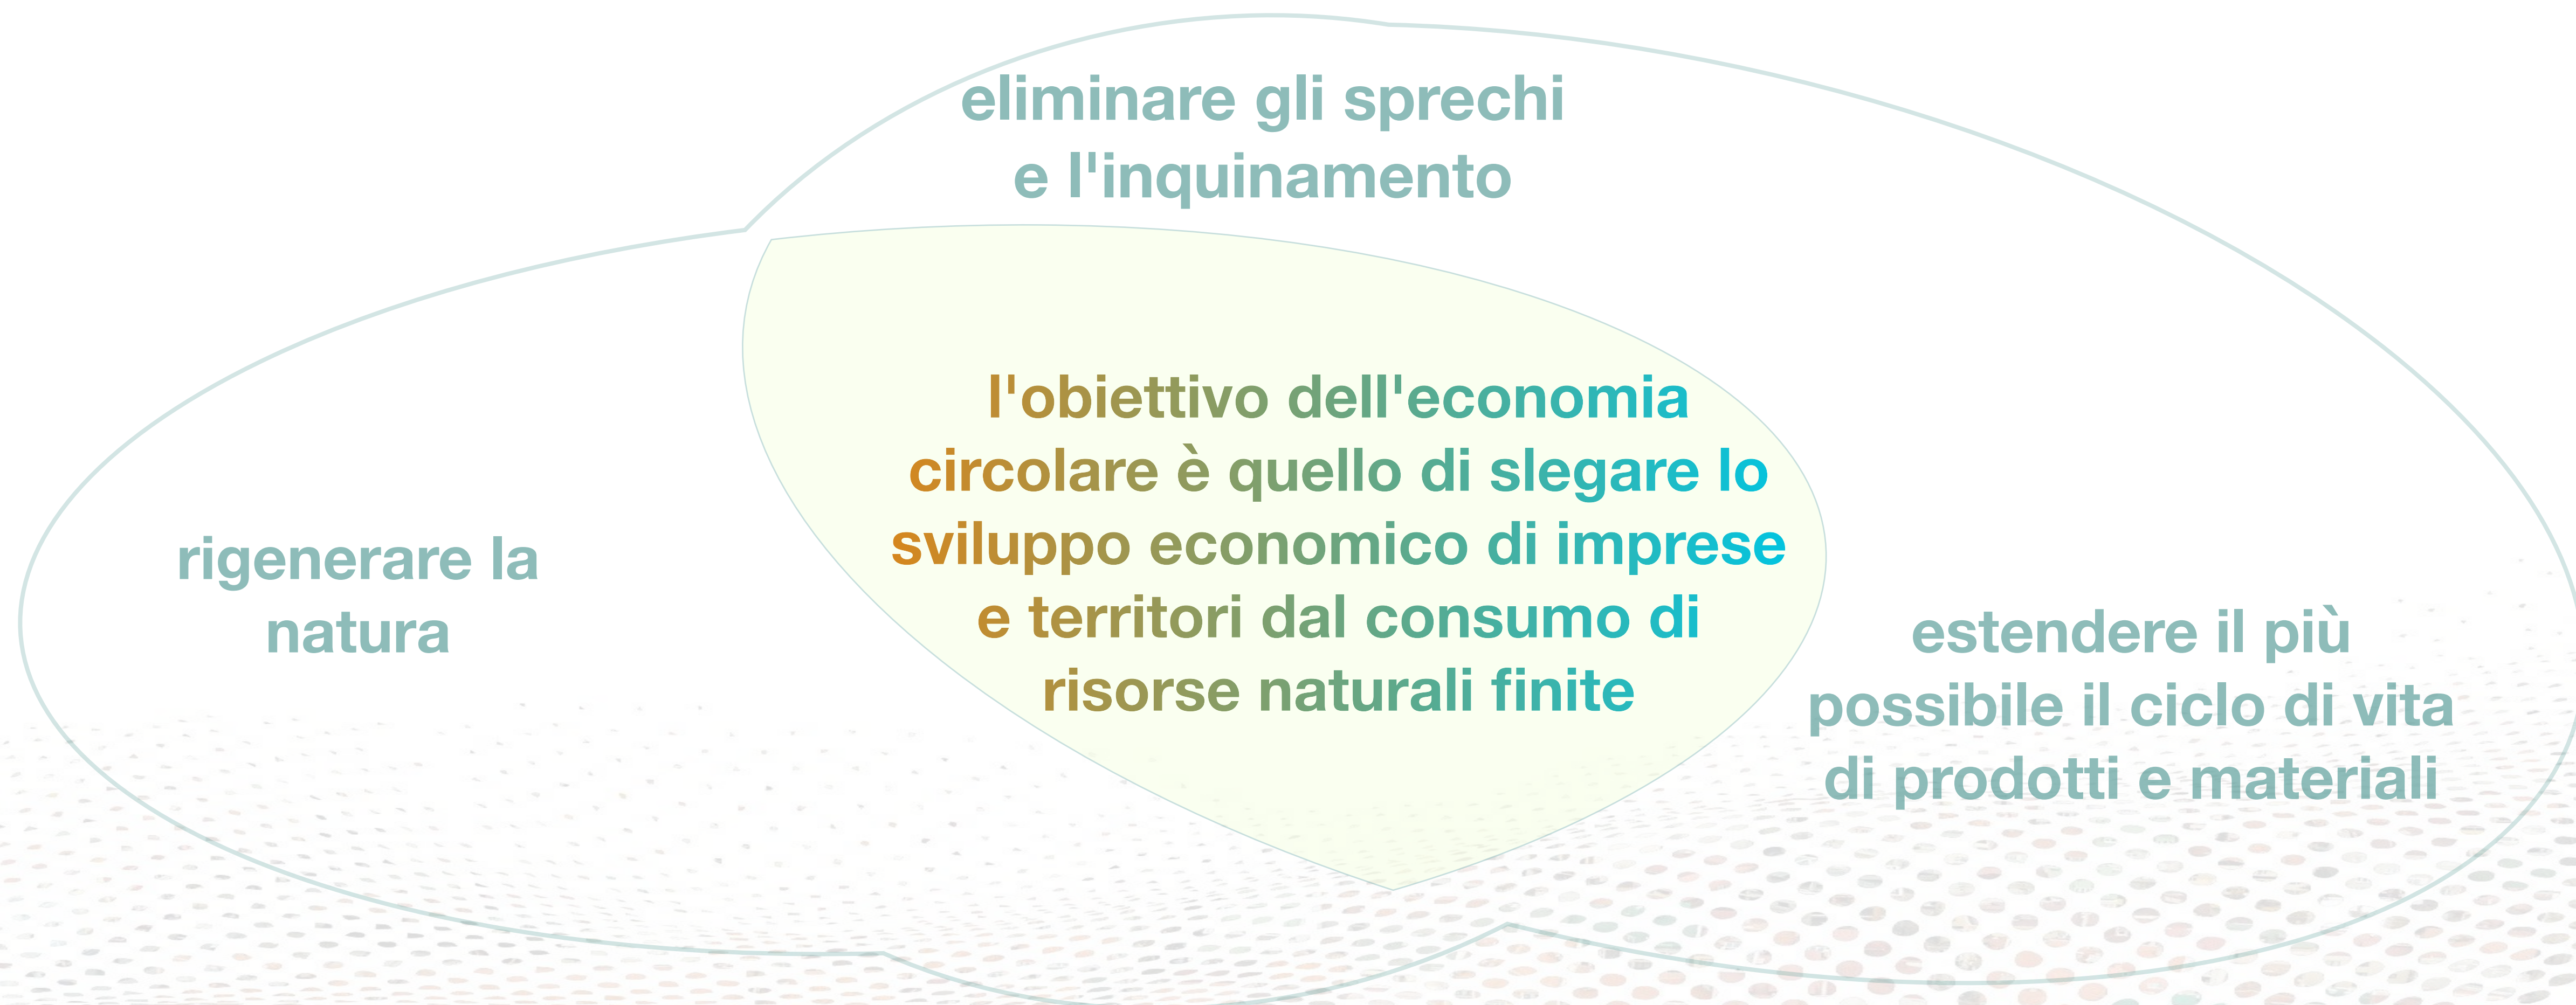 eliminare gli sprechi
e l'inquinamento
l'obiettivo dell'economia
circolare è quello di slegare lo
sviluppo economico di imprese
e territori dal consumo di
risorse naturali finite
rigenerare la
natura
estendere il più
possibile il ciclo di vita
di prodotti e materiali